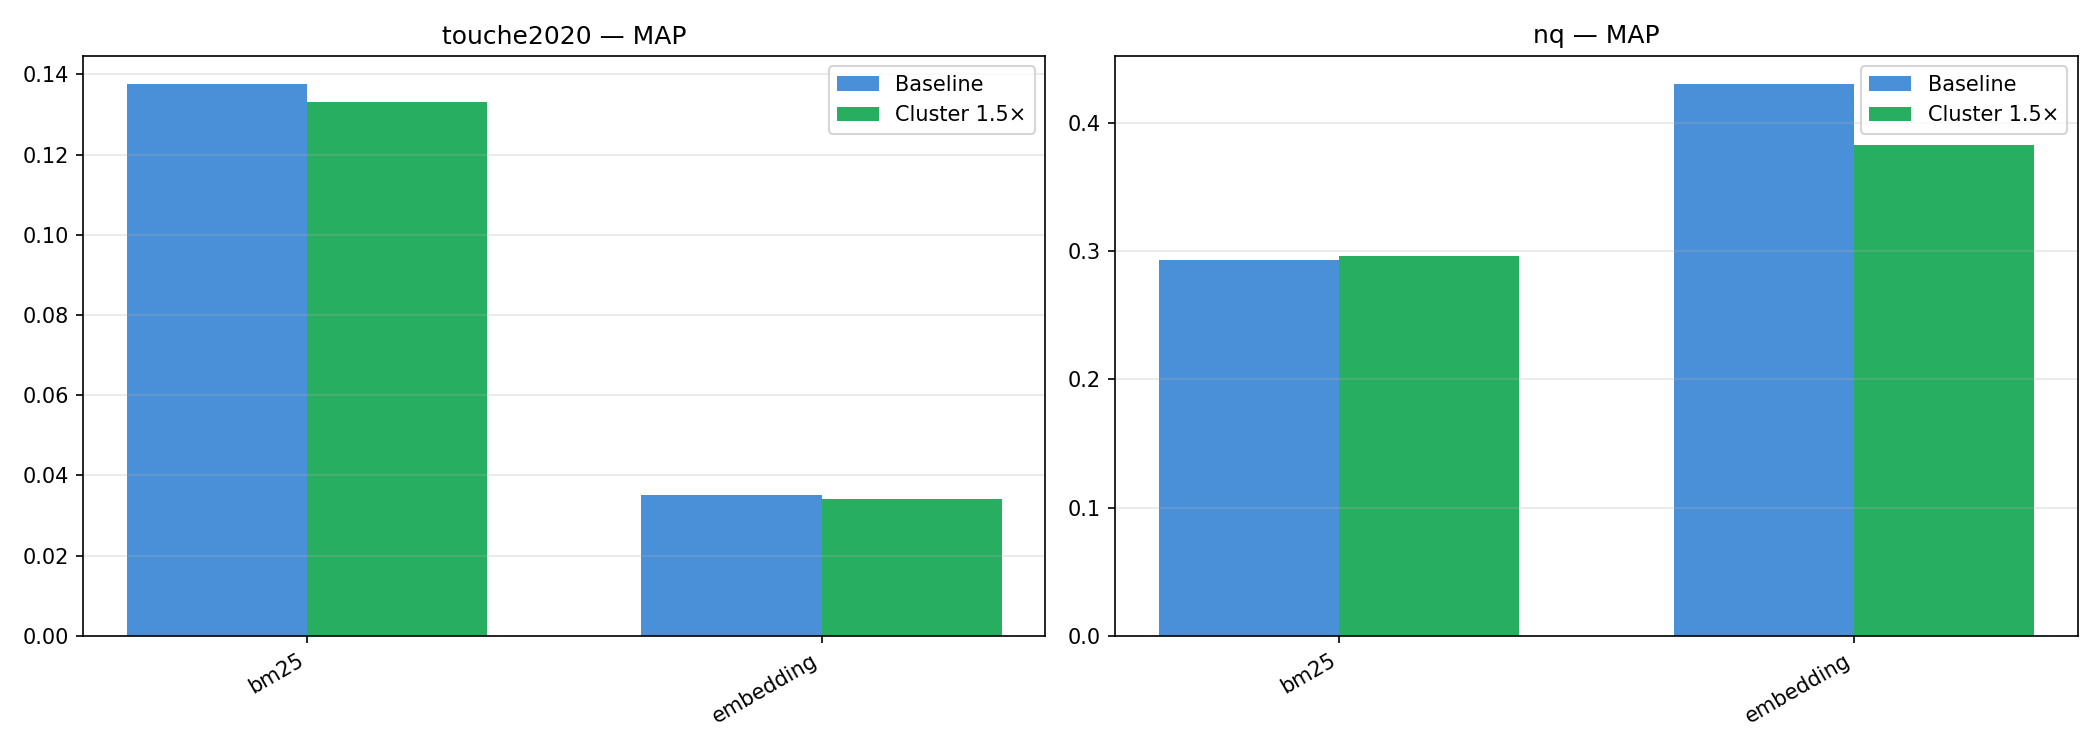 touche2020 — MAP
0.14
0.12
0.10
0.08
0.06
0.04
0.02
0.00
Baseline
Cluster 1.5×
bm25
embedding
nq — MAP
0.4
0.3
0.2
0.1
0.0
Baseline
Cluster 1.5×
bm25
embedding